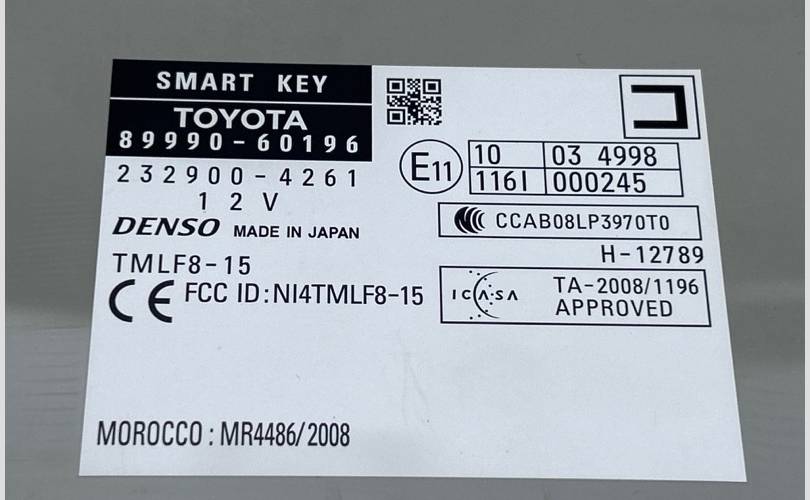 SMART KEY
TOYOTA
89990-60196
232900-4261
12V
DENSO MADE IN JAPAN
TMLF8-15
CE FCC ID:NI4TMLF8-15
MOROCCO: MR4486/2008
E11
10 03 4998
116I 000245
CCAB08LP3970T0
H-12789
ICASA TA-2008/1196
APPROVED